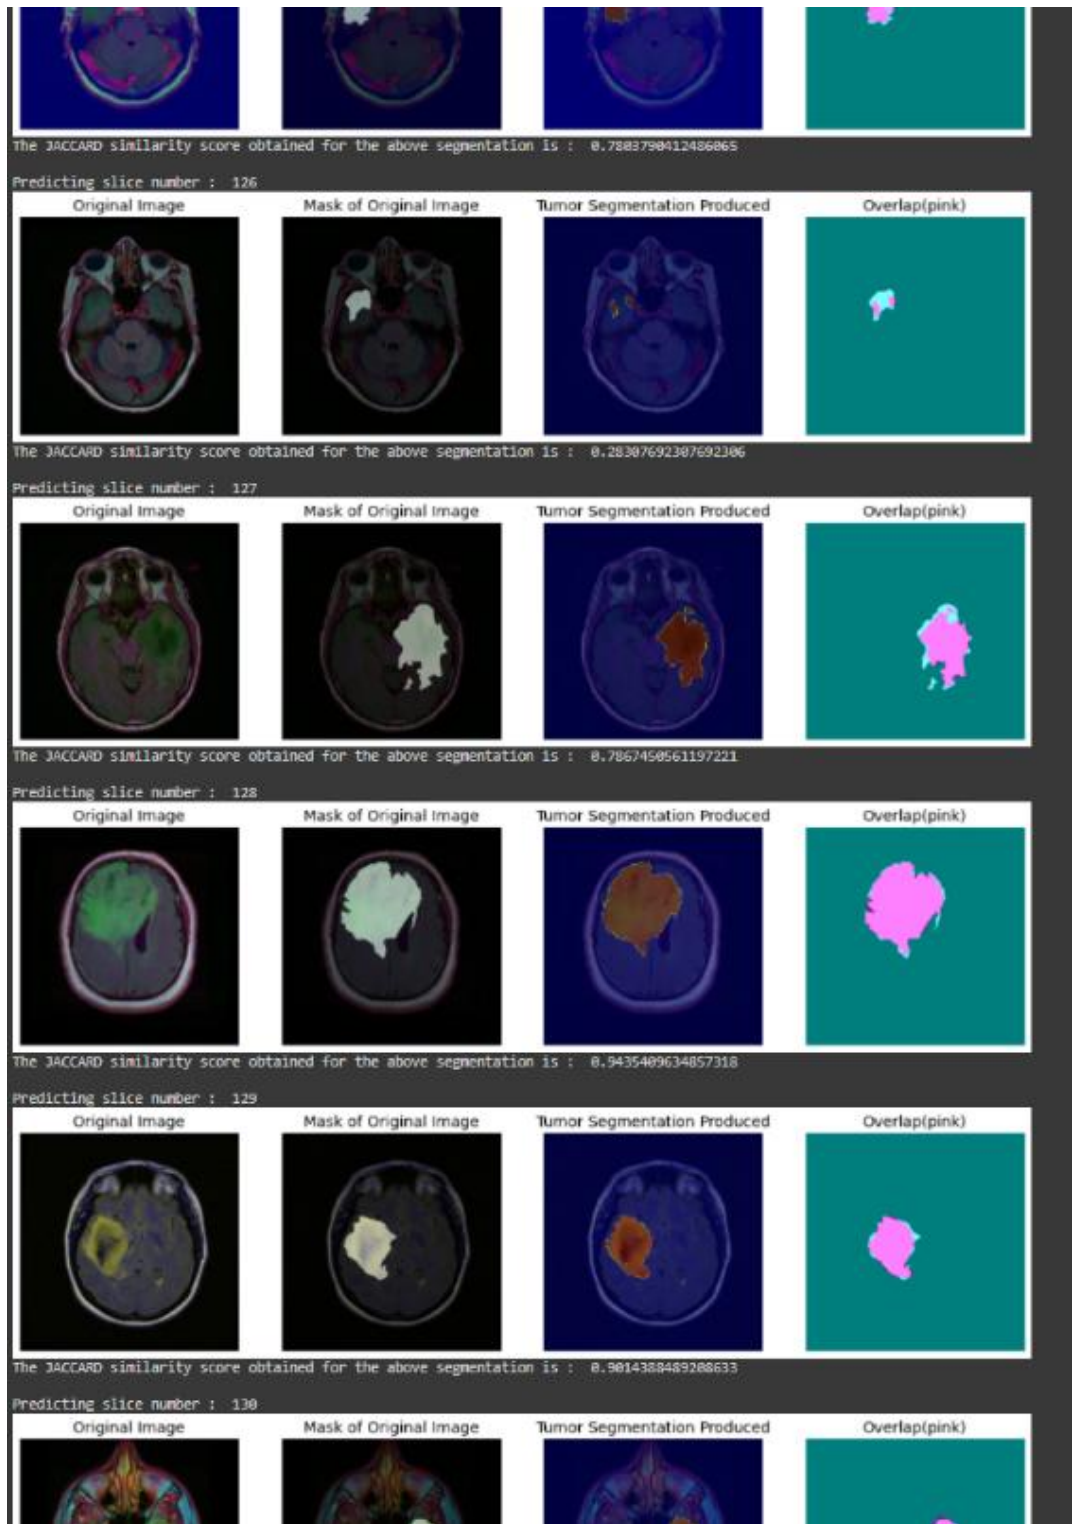 The JACCARD similarity score obtained for the above segmentation is :  0.7803790412486065
Predicting slice number :  126
Original Image Mask of Original Image Tumor Segmentation Produced Overlap(pink)
The JACCARD similarity score obtained for the above segmentation is :  0.28307692307692306
Predicting slice number :  127
Original Image Mask of Original Image Tumor Segmentation Produced Overlap(pink)
The JACCARD similarity score obtained for the above segmentation is :  0.7867450561197221
Predicting slice number :  128
Original Image Mask of Original Image Tumor Segmentation Produced Overlap(pink)
The JACCARD similarity score obtained for the above segmentation is :  0.9435409634857318
Predicting slice number :  129
Original Image Mask of Original Image Tumor Segmentation Produced Overlap(pink)
The JACCARD similarity score obtained for the above segmentation is :  0.9014388489208633
Predicting slice number :  130
Original Image Mask of Original Image Tumor Segmentation Produced Overlap(pink)